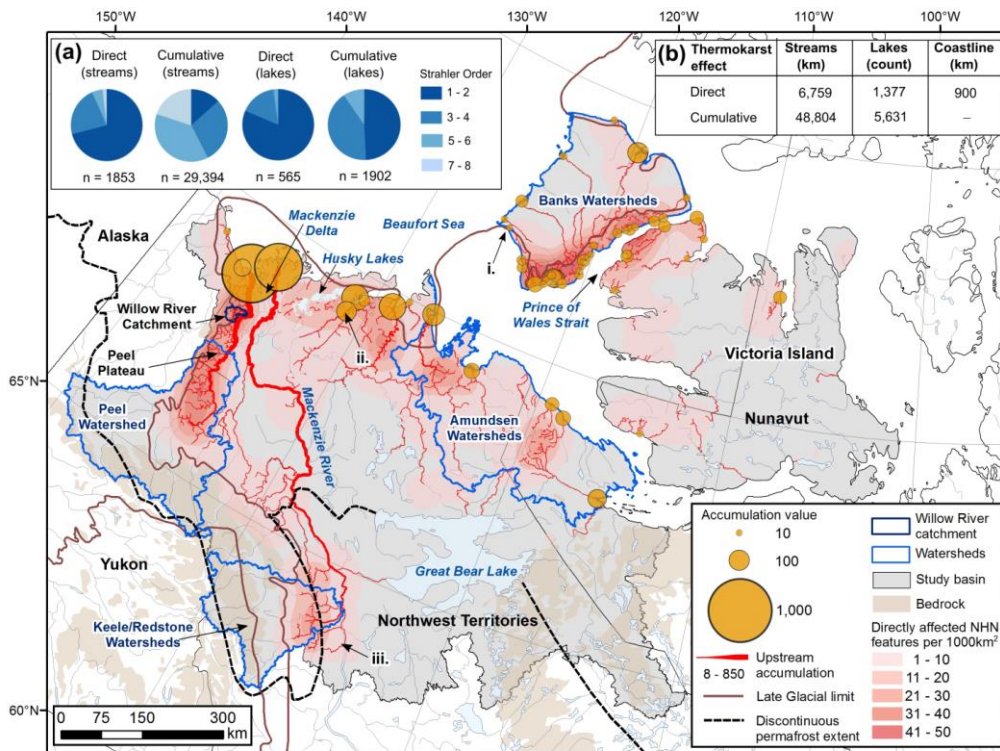 150°W
140°W
130°W
120°W
110°W
100°W
(a)
Direct
(streams)
Cumulative
(streams)
Direct
(lakes)
Cumulative
(lakes)
Strahler Order
1 - 2
3 - 4
5 - 6
7 - 8
n = 1853
n = 29,394
n = 565
n = 1902
(b)
Thermokarst effect
Streams (km)
Lakes (count)
Coastline (km)
Direct
6,759
1,377
900
Cumulative
48,804
5,631
–
Alaska
Mackenzie
Delta
Beaufort Sea
Husky Lakes
Banks Watersheds
i.
Prince of
Wales Strait
Willow River
Catchment
ii.
Peel
Plateau
Victoria Island
65°N
Peel
Watershed
Mackenzie River
Amundsen
Watersheds
Nunavut
Yukon
Great Bear Lake
Northwest Territories
Keele/Redstone
Watersheds
iii.
60°N
0 75 150 300
km
Accumulation value
10
100
1,000
8 - 850
Upstream
accumulation
Late Glacial limit
Discontinuous
permafrost extent
Willow River
catchment
Watersheds
Study basin
Bedrock
Directly affected NHN
features per 1000km²
1 - 10
11 - 20
21 - 30
31 - 40
41 - 50